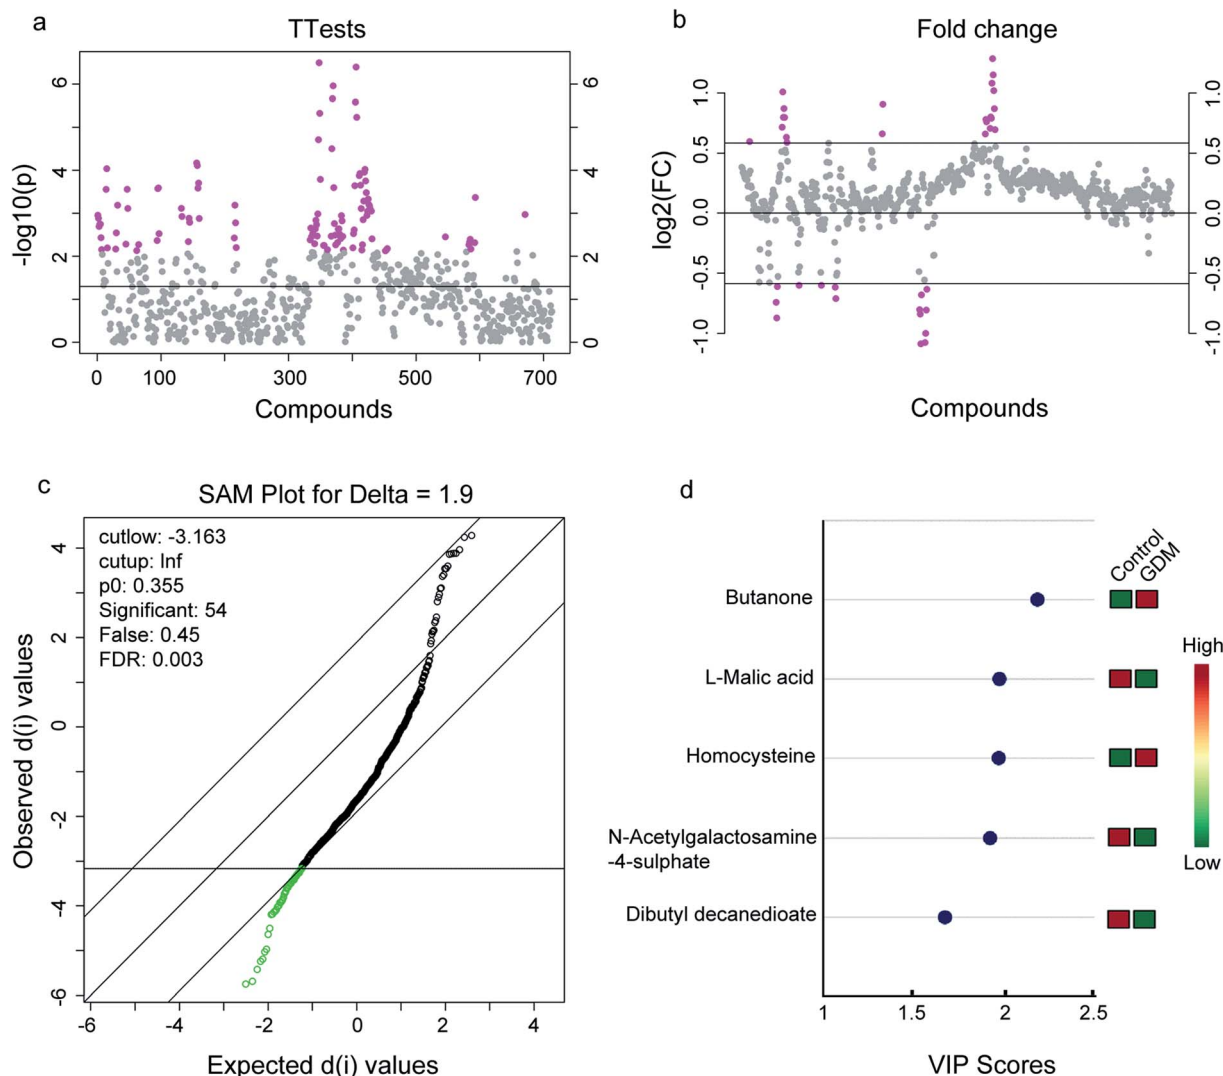 a
TTests
-log10(p)
6
4
2
0
6
4
2
0
0
100
300
500
700
Compounds
b
Fold change
log2(FC)
1.0
0.5
0.0
-0.5
-1.0
1.0
0.5
0.0
-0.5
-1.0
Compounds
c
SAM Plot for Delta = 1.9
cutlow: -3.163
cutup: Inf
p0: 0.355
Significant: 54
False: 0.45
FDR: 0.003
Observed d(i) values
4
2
0
-2
-4
-6
-6
-4
-2
0
2
4
Expected d(i) values
d
Control
GDM
Butanone
L-Malic acid
Homocysteine
N-Acetylgalactosamine
-4-sulphate
Dibutyl decanedioate
High
Low
1
1.5
2
2.5
VIP Scores